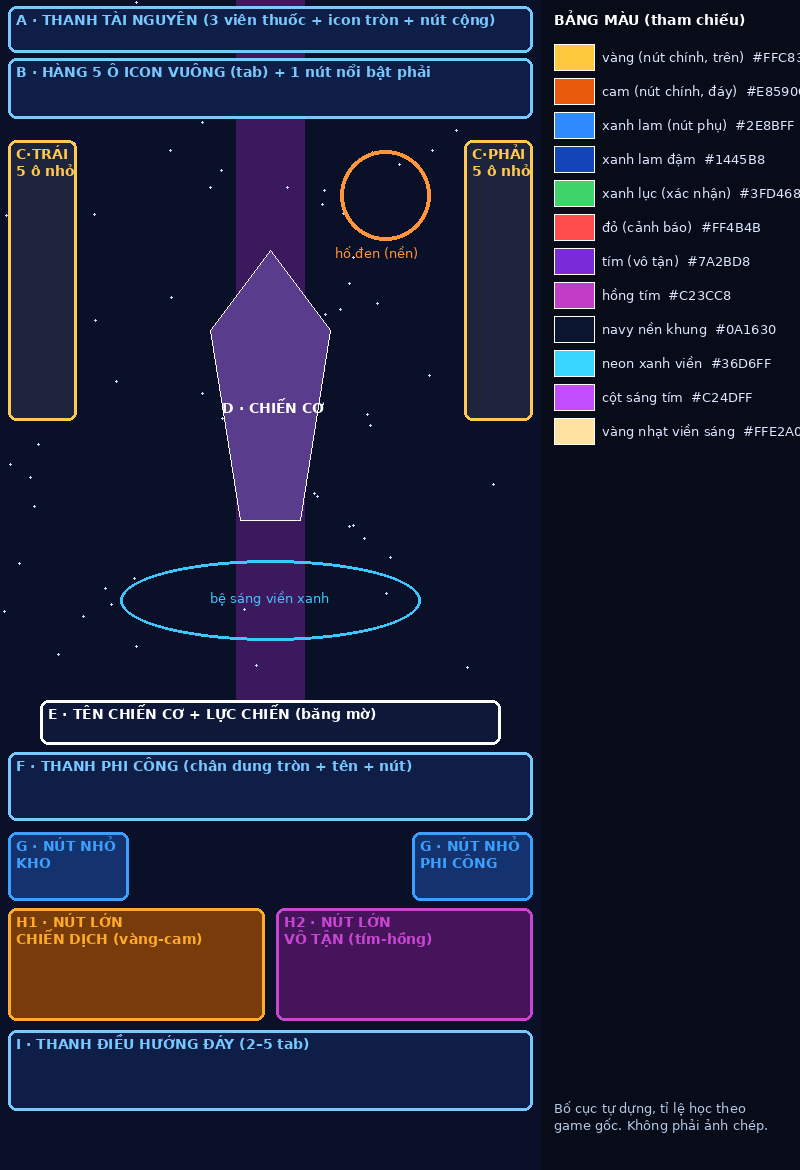 A · THANH TÀI NGUYÊN (3 viên thuốc + icon tròn + nút cộng)
B · HÀNG 5 Ô ICON VUÔNG (tab) + 1 nút nổi bật phải
C·TRÁI
5 ô nhỏ
C·PHẢI
5 ô nhỏ
hố đen (nền)
D · CHIẾN CƠ
bệ sáng viền xanh
E · TÊN CHIẾN CƠ + LỰC CHIẾN (băng mờ)
F · THANH PHI CÔNG (chân dung tròn + tên + nút)
G · NÚT NHỎ
KHO
G · NÚT NHỎ
PHI CÔNG
H1 · NÚT LỚN
CHIẾN DỊCH (vàng-cam)
H2 · NÚT LỚN
VÔ TẬN (tím-hồng)
I · THANH ĐIỀU HƯỚNG ĐÁY (2–5 tab)
BẢNG MÀU (tham chiếu)
vàng (nút chính, trên) #FFC83
cam (nút chính, đáy) #E8590
xanh lam (nút phụ) #2E8BFF
xanh lam đậm #1445B8
xanh lục (xác nhận) #3FD468
đỏ (cảnh báo) #FF4B4B
tím (vô tận) #7A2BD8
hồng tím #C23CC8
navy nền khung #0A1630
neon xanh viền #36D6FF
cột sáng tím #C24DFF
vàng nhạt viền sáng #FFE2A0
Bố cục tự dựng, tỉ lệ học theo
game gốc. Không phải ảnh chép.